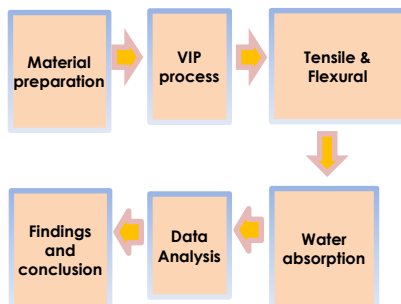 Material
preparation
VIP
process
Tensile &
Flexural
Water
absorption
Data
Analysis
Findings
and
conclusion